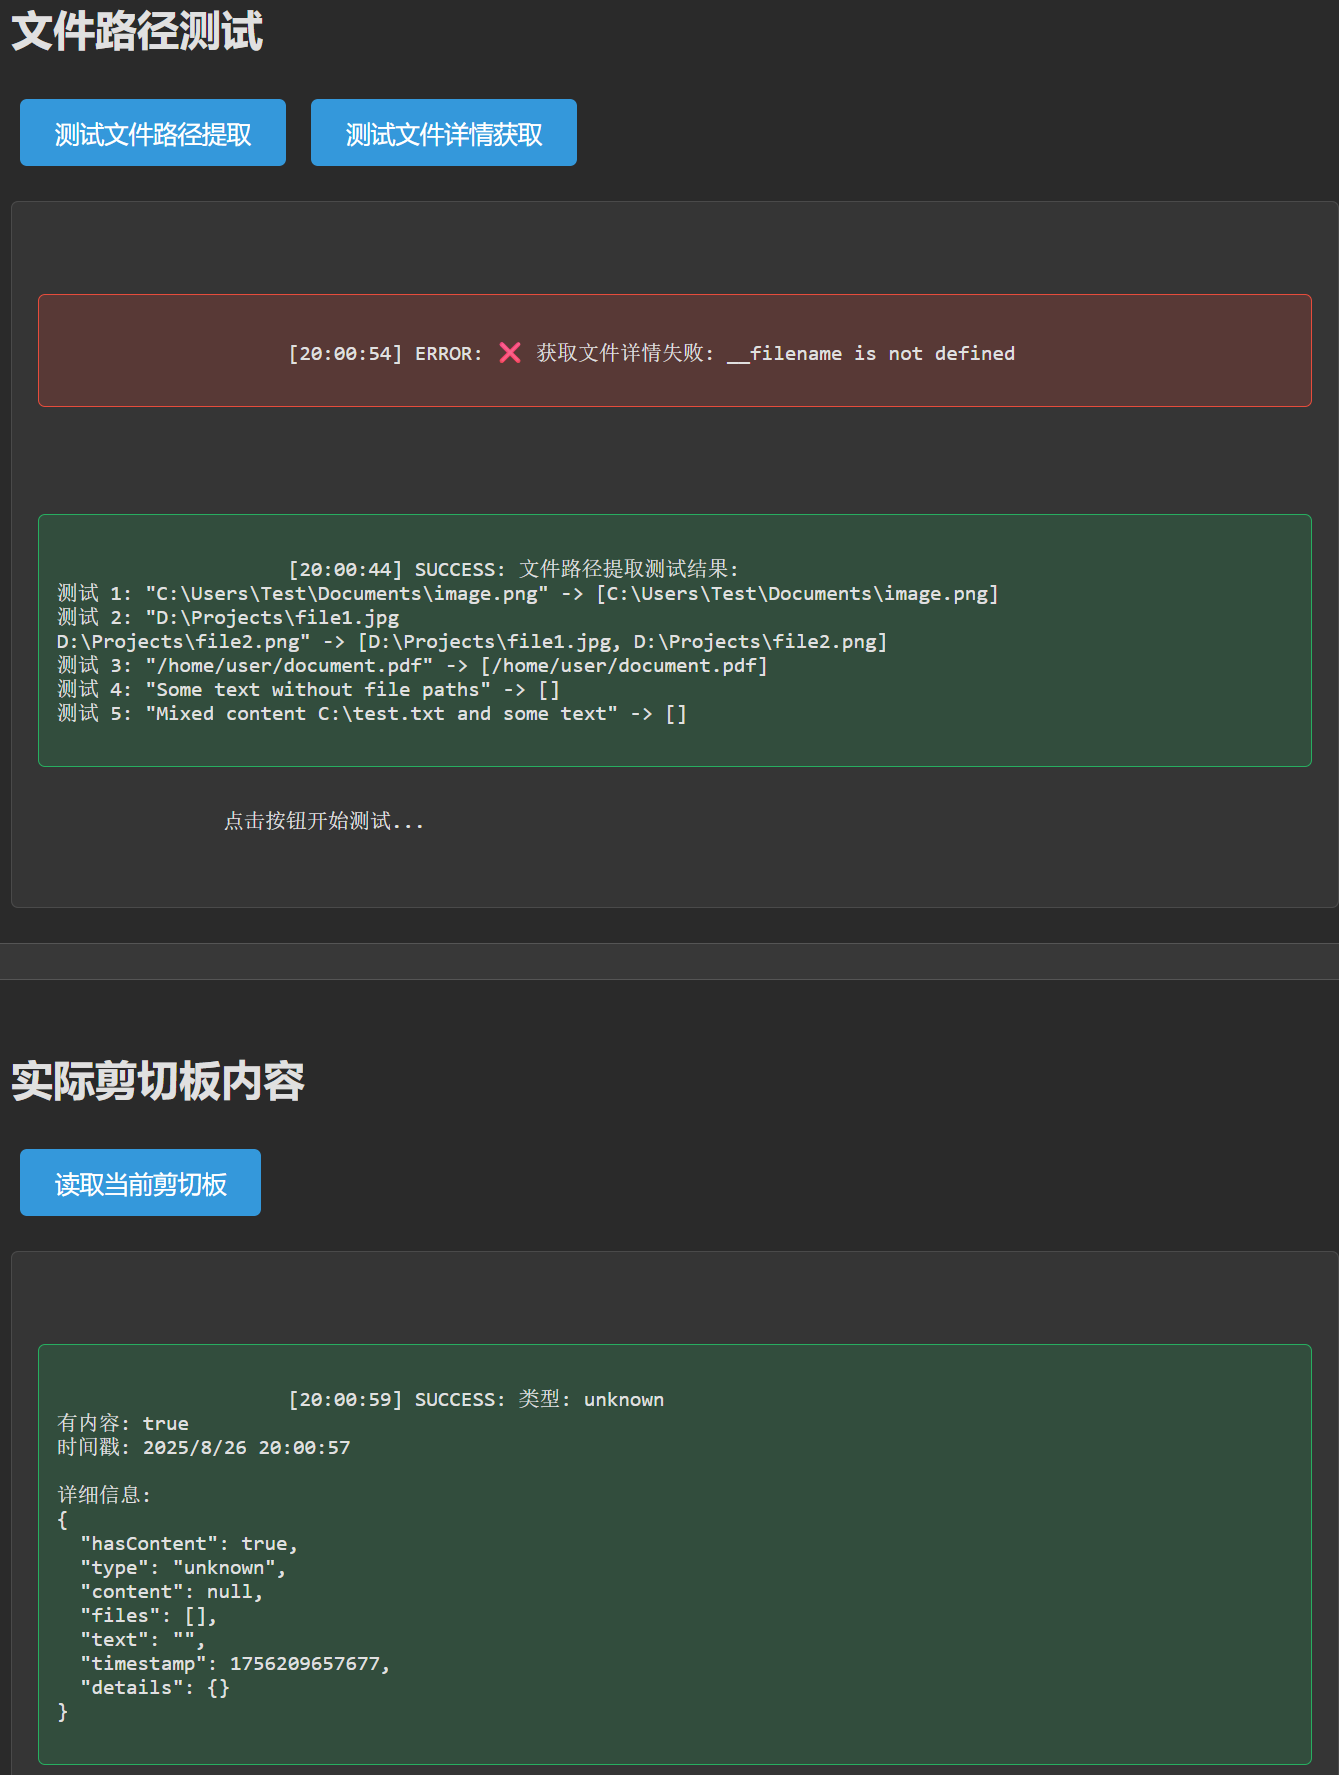 文件路径测试
测试文件路径提取
测试文件详情获取
[20:00:54] ERROR: ❌ 获取文件详情失败: __filename is not defined
[20:00:44] SUCCESS: 文件路径提取测试结果:
测试 1: "C:\Users\Test\Documents\image.png" -> [C:\Users\Test\Documents\image.png]
测试 2: "D:\Projects\file1.jpg
D:\Projects\file2.png" -> [D:\Projects\file1.jpg, D:\Projects\file2.png]
测试 3: "/home/user/document.pdf" -> [/home/user/document.pdf]
测试 4: "Some text without file paths" -> []
测试 5: "Mixed content C:\test.txt and some text" -> []
点击按钮开始测试...
实际剪切板内容
读取当前剪切板
[20:00:59] SUCCESS: 类型: unknown
有内容: true
时间戳: 2025/8/26 20:00:57
详细信息:
{
  "hasContent": true,
  "type": "unknown",
  "content": null,
  "files": [],
  "text": "",
  "timestamp": 1756209657677,
  "details": {}
}